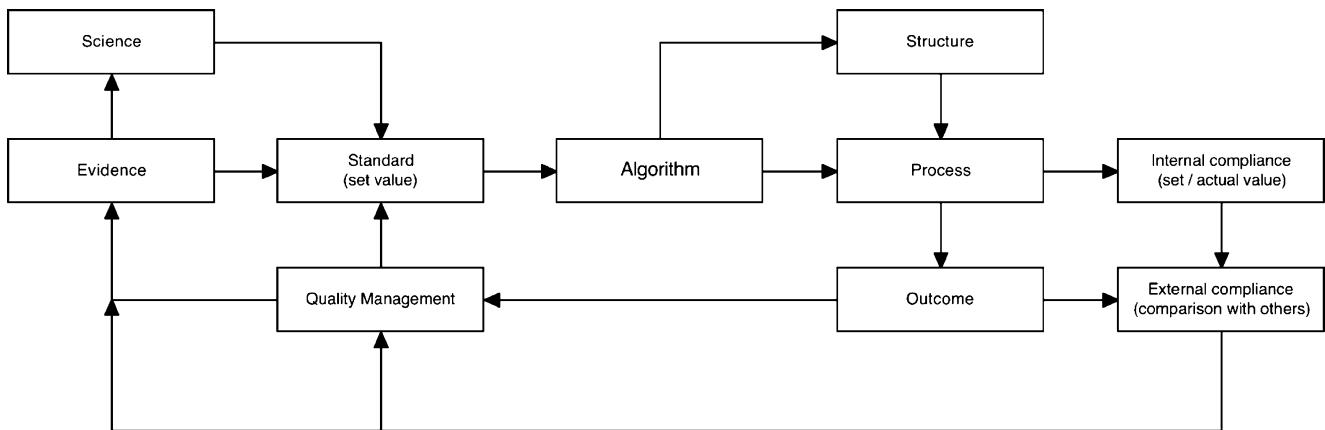 Science
Structure
Evidence
Standard
(set value)
Algorithm
Process
Internal compliance
(set / actual value)
Quality Management
Outcome
External compliance
(comparison with others)